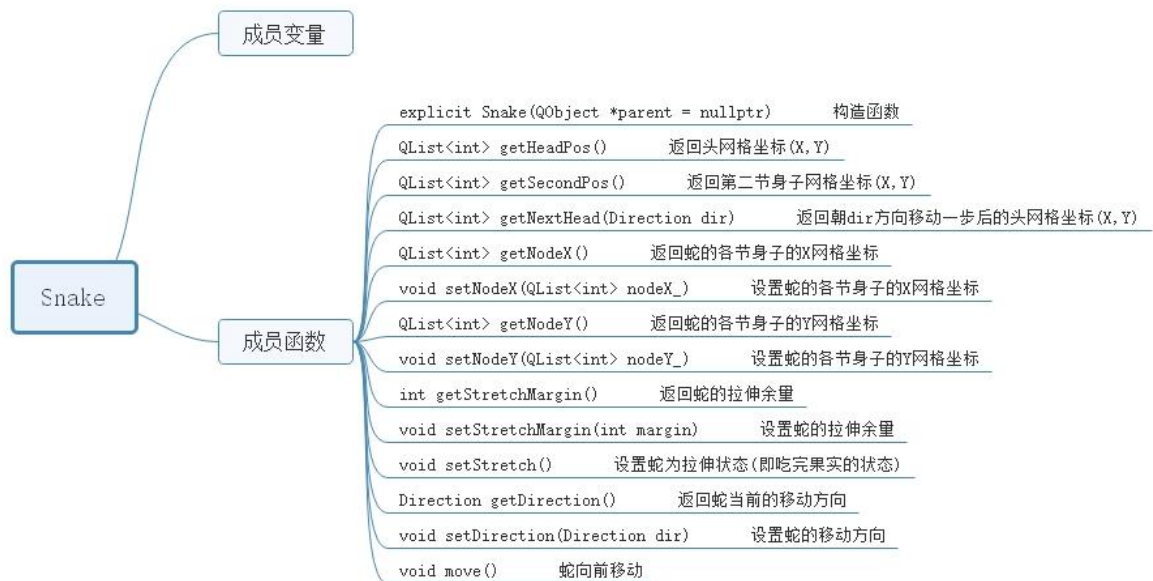 成员变量
explicit Snake(QObject *parent = nullptr) 构造函数
QList<int> getHeadPos() 返回头网格坐标(X,Y)
QList<int> getSecondPos() 返回第二节身子网格坐标(X,Y)
QList<int> getNextHead(Direction dir) 返回朝dir方向移动一步后的头网格坐标(X,Y)
QList<int> getNodeX() 返回蛇的各节身子的X网格坐标
Snake
void setNodeX(QList<int> nodeX_) 设置蛇的各节身子的X网格坐标
QList<int> getNodeY() 返回蛇的各节身子的Y网格坐标
成员函数
void setNodeY(QList<int> nodeY_) 设置蛇的各节身子的Y网格坐标
int getStretchMargin() 返回蛇的拉伸余量
void setStretchMargin(int margin) 设置蛇的拉伸余量
void setStretch() 设置蛇为拉伸状态(即吃完果实的状态)
Direction getDirection() 返回蛇当前的移动方向
void setDirection(Direction dir) 设置蛇的移动方向
void move() 蛇向前移动